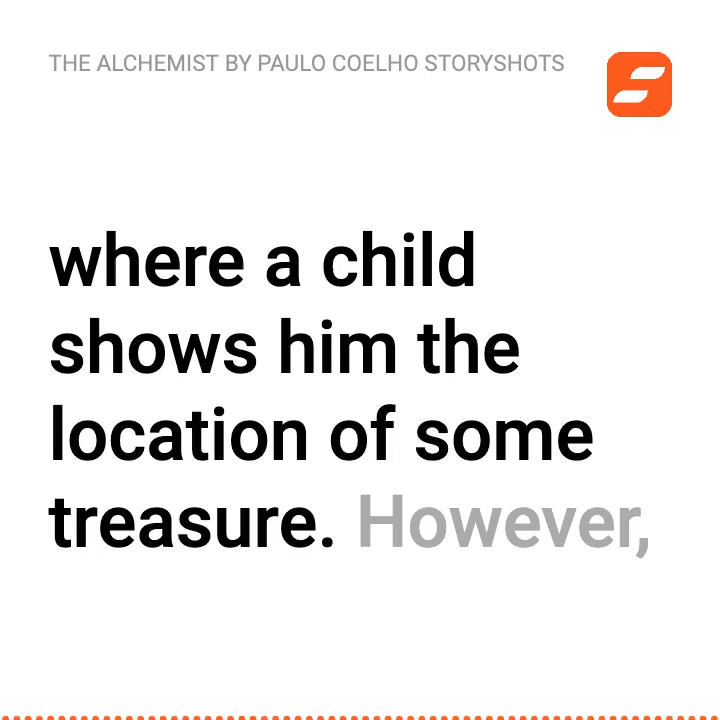 THE ALCHEMIST BY PAULO COELHO STORYSHOTS
where a child
shows him the
location of some
treasure. However,